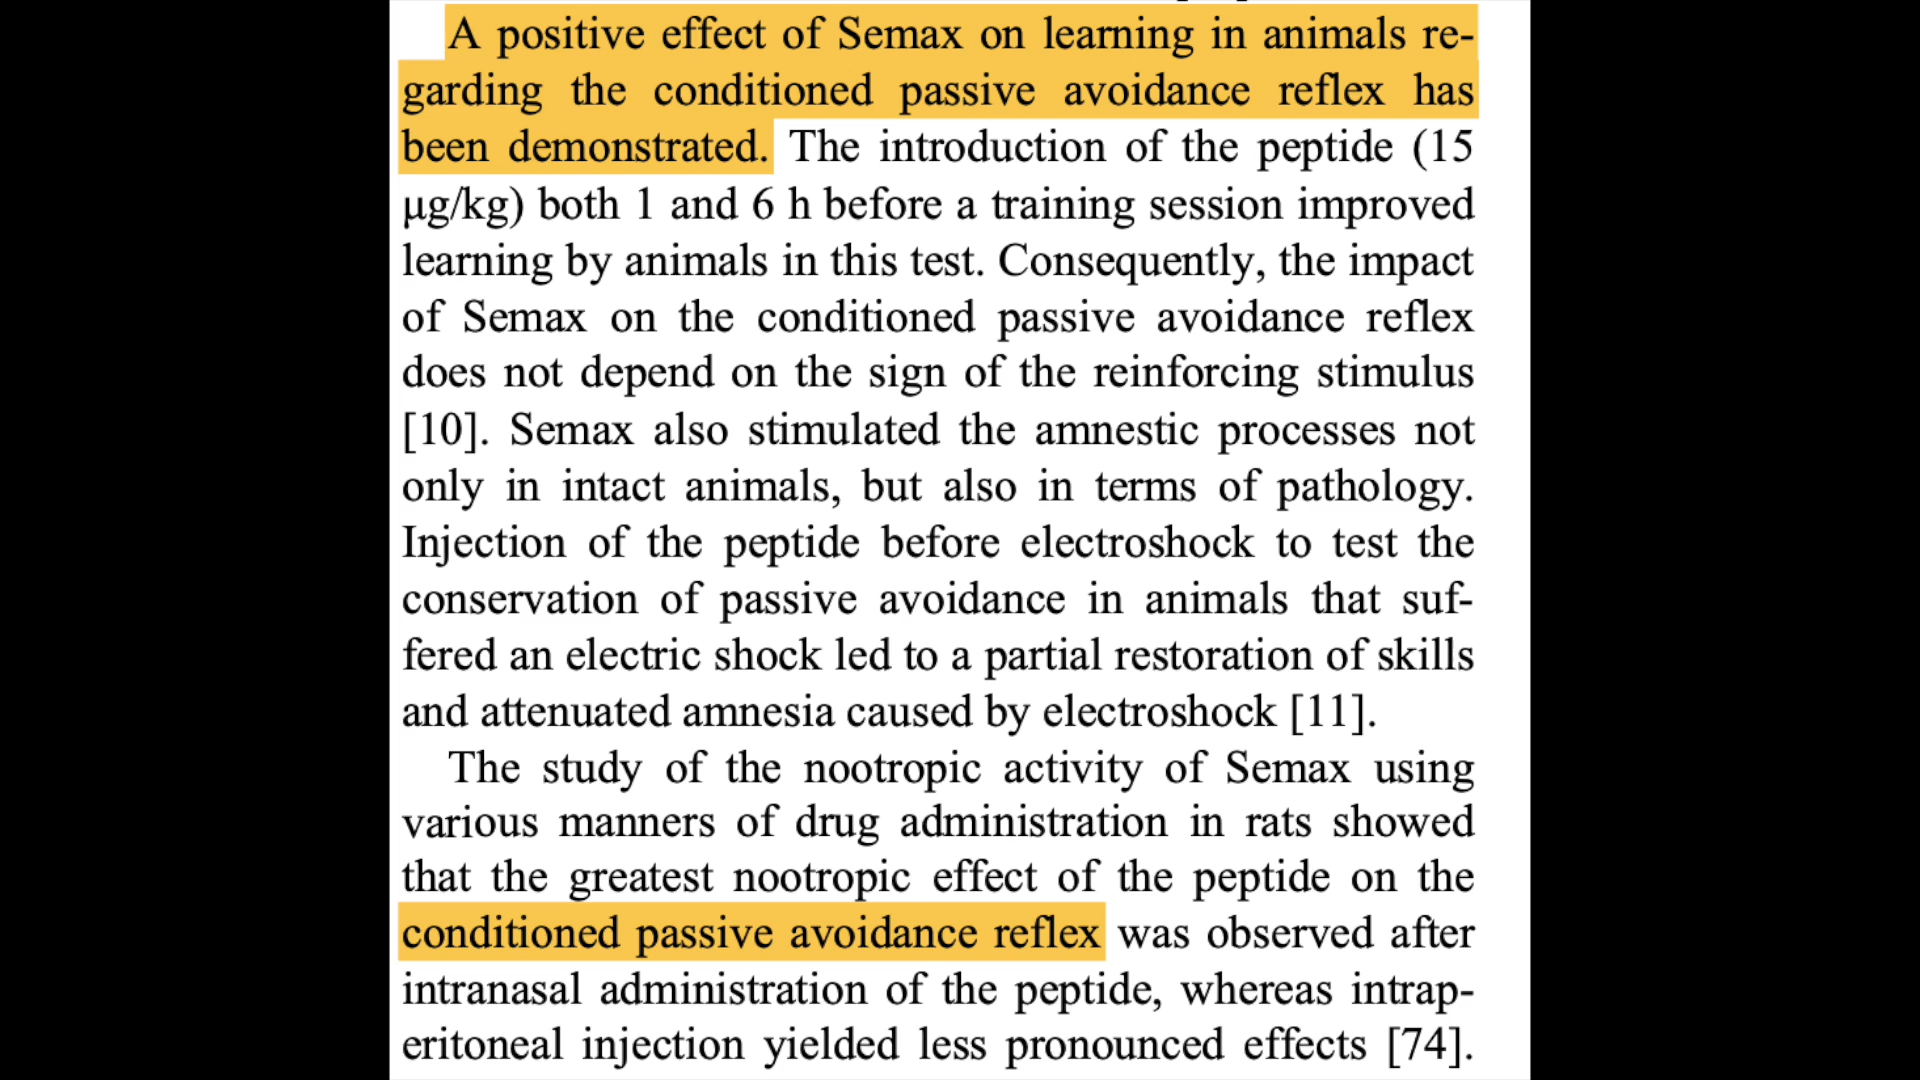 A positive effect of Semax on learning in animals re-
garding the conditioned passive avoidance reflex has
been demonstrated. The introduction of the peptide (15
μg/kg) both 1 and 6 h before a training session improved
learning by animals in this test. Consequently, the impact
of Semax on the conditioned passive avoidance reflex
does not depend on the sign of the reinforcing stimulus
[10]. Semax also stimulated the amnestic processes not
only in intact animals, but also in terms of pathology.
Injection of the peptide before electroshock to test the
conservation of passive avoidance in animals that suf-
fered an electric shock led to a partial restoration of skills
and attenuated amnesia caused by electroshock [11].
The study of the nootropic activity of Semax using
various manners of drug administration in rats showed
that the greatest nootropic effect of the peptide on the
conditioned passive avoidance reflex was observed after
intranasal administration of the peptide, whereas intrap-
eritoneal injection yielded less pronounced effects [74].